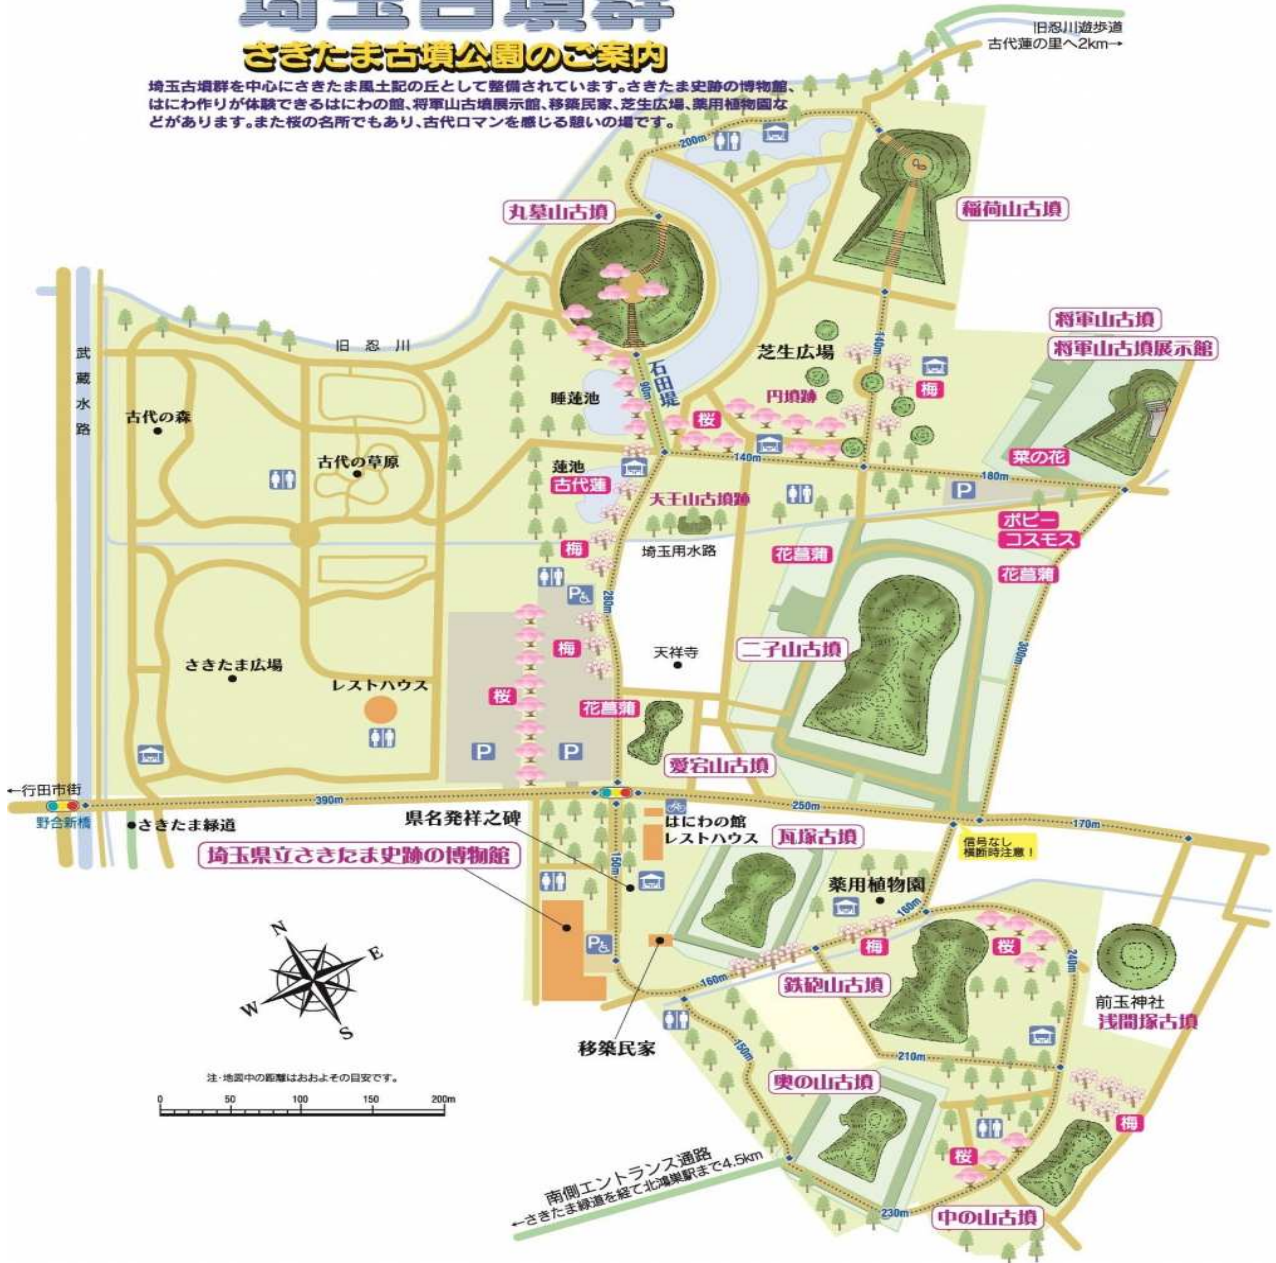 埼玉古墳群
さきたま古墳公園のご案内
埼玉古墳群を中心にさきたま風土記の丘として整備されています。さきたま史跡の博物館、
はにわ作りが体験できるはにわの館、将軍山古墳展示館、移築民家、芝生広場、薬用植物園な
どがあります。また桜の名所でもあり、古代ロマンを感じる憩いの場です。
旧忍川遊歩道
古代蓮の里へ2km→
200m
丸墓山古墳
稲荷山古墳
将軍山古墳
将軍山古墳展示館
武蔵水路
旧忍川
芝生広場
140m
石田堤
90m
円墳跡
梅
睡蓮池
桜
古代の森
古代の草原
140m
菜の花
蓮池
古代蓮
180m
P
天王山古墳跡
ポピー
コスモス
埼玉用水路
梅
花菖蒲
花菖蒲
P
280m
梅
天祥寺
二子山古墳
300m
さきたま広場
レストハウス
桜
花菖蒲
P
P
愛宕山古墳
←行田市街
390m
250m
170m
野合新橋
さきたま緑道
県名発祥之碑
はにわの館
レストハウス
瓦塚古墳
信号なし
横断時注意!
埼玉県立さきたま史跡の博物館
150m
薬用植物園
160m
梅
桜
P
240m
160m
鉄砲山古墳
前玉神社
浅間塚古墳
N
E
W
S
移築民家
150m
210m
奥の山古墳
注・地図中の距離はおおよその目安です。
0 50 100 150 200m
梅
桜
南側エントランス通路
←さきたま緑道を経て北鴻巣駅まで4.5km
230m
中の山古墳